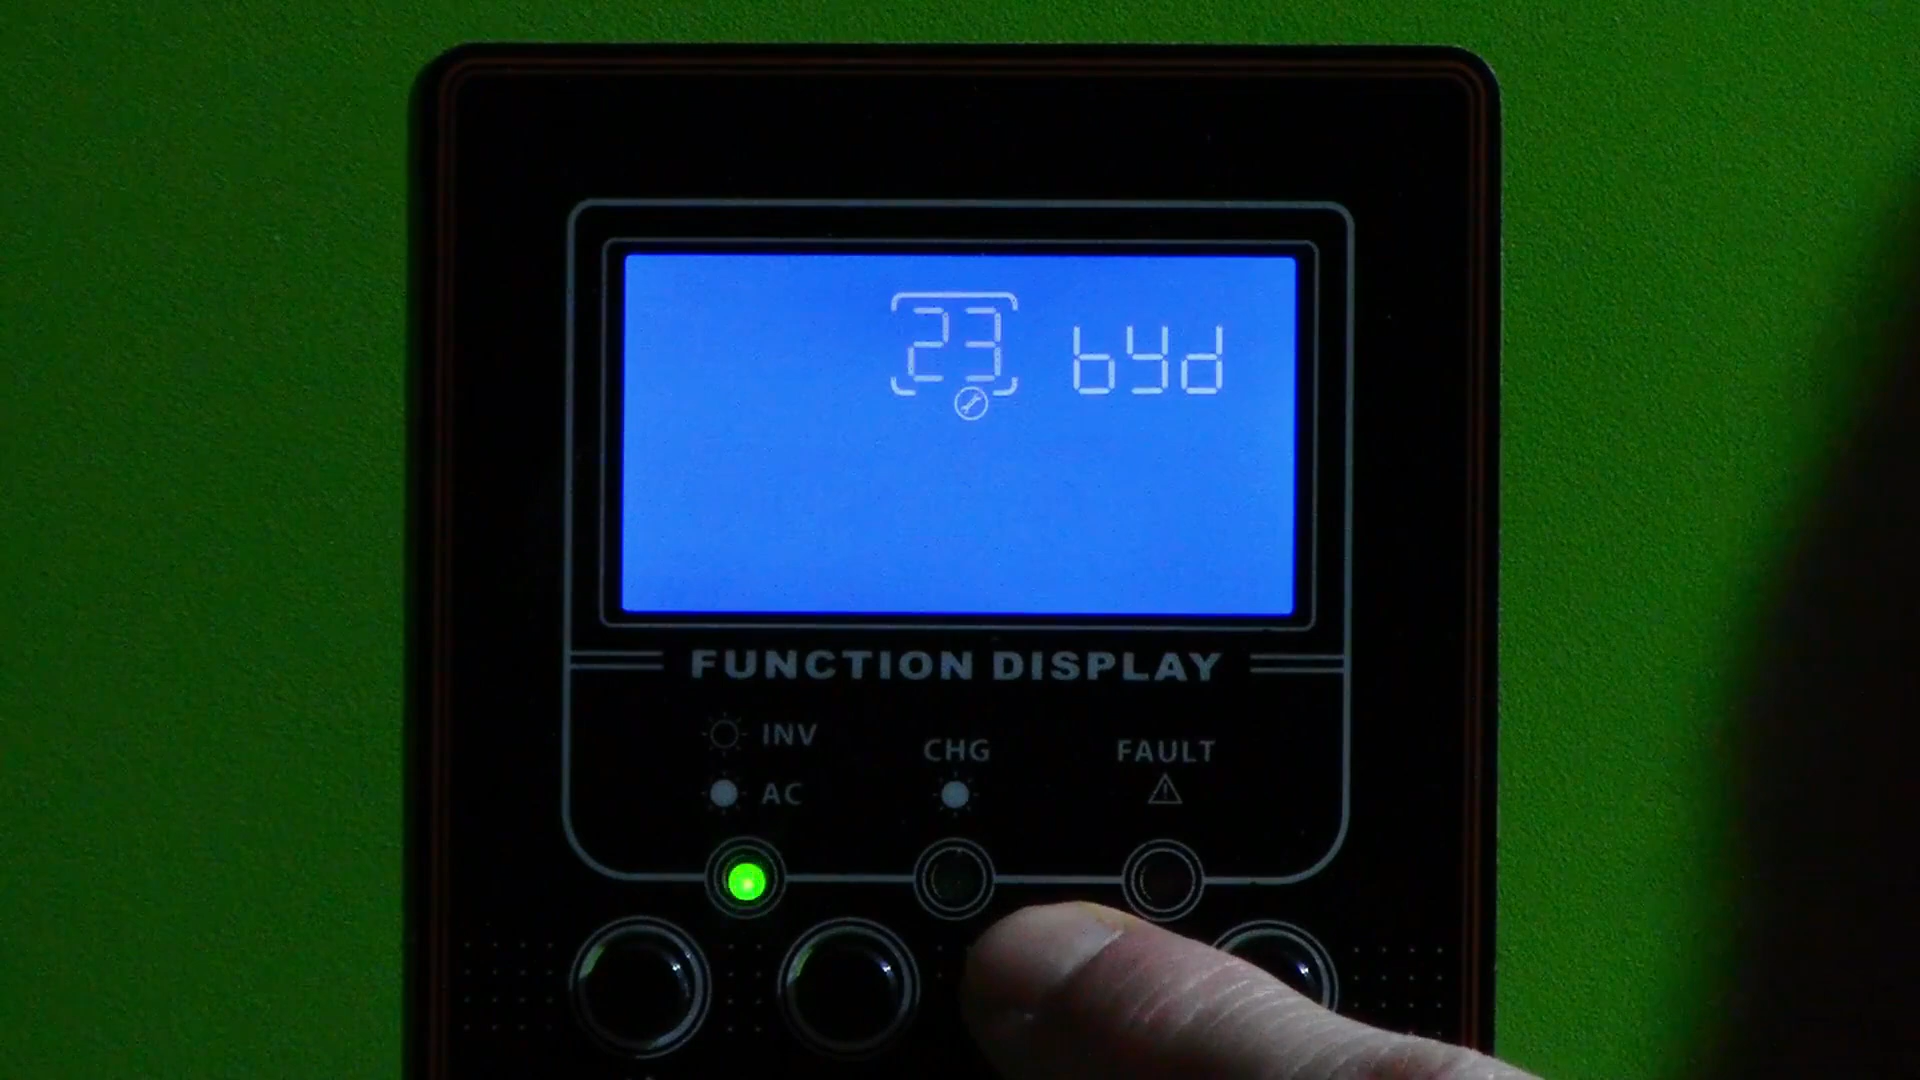 23 byd
FUNCTION DISPLAY
INV
AC
CHG
FAULT